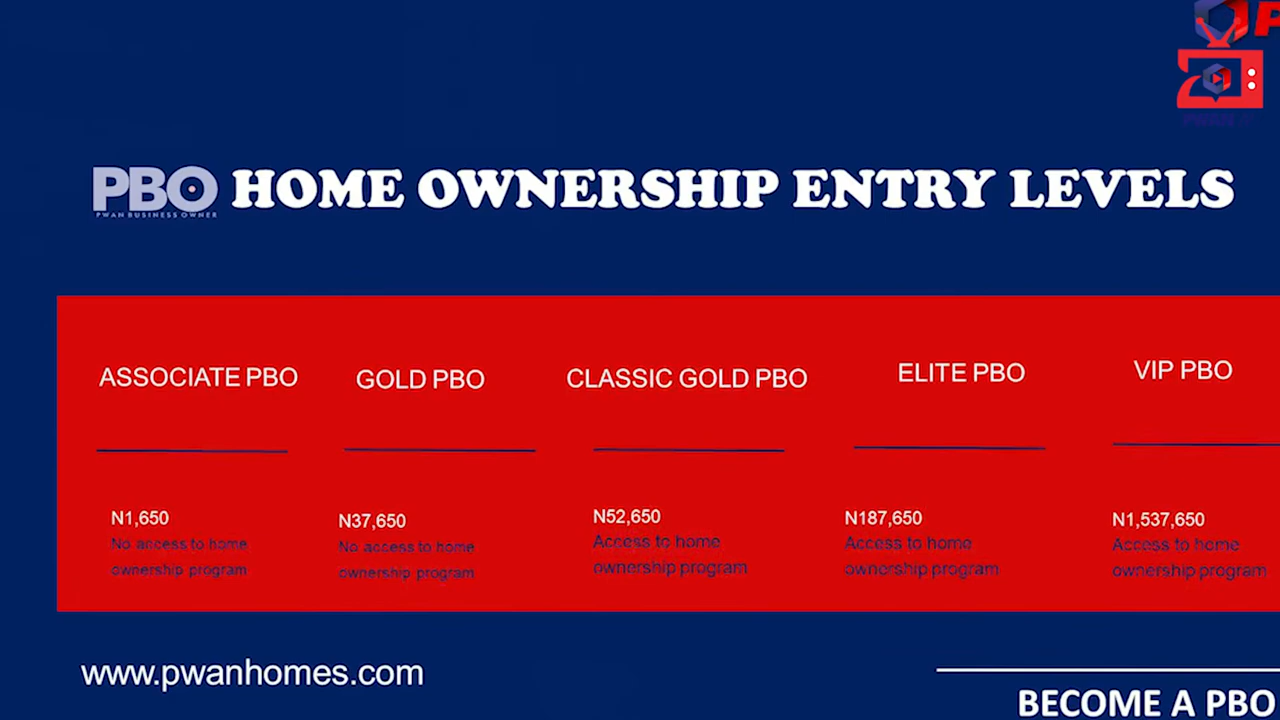 PBO HOME OWNERSHIP ENTRY LEVELS
PWAN BUSINESS OWNER
ASSOCIATE PBO
N1,650
No access to home
ownership program
GOLD PBO
N37,650
No access to home
ownership program
CLASSIC GOLD PBO
N52,650
Access to home
ownership program
ELITE PBO
N187,650
Access to home
ownership program
VIP PBO
N1,537,650
Access to home
ownership program
www.pwanhomes.com
BECOME A PBO